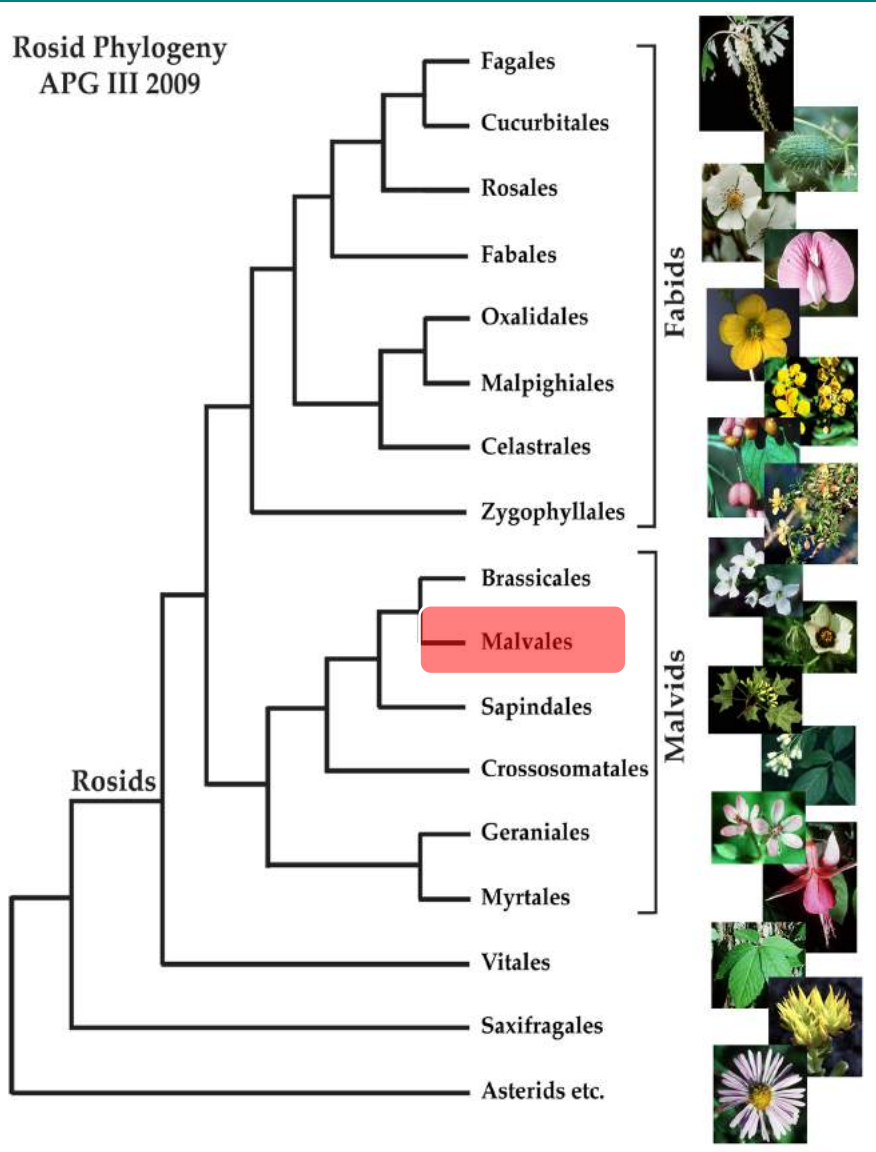 Rosid Phylogeny
APG III 2009
Fagales
Cucurbitales
Rosales
Fabales
Oxalidales
Malpighiales
Celastrales
Zygophyllales
Fabids
Brassicales
Malvales
Sapindales
Crossosomatales
Geraniales
Myrtales
Malvids
Rosids
Vitales
Saxifragales
Asterids etc.